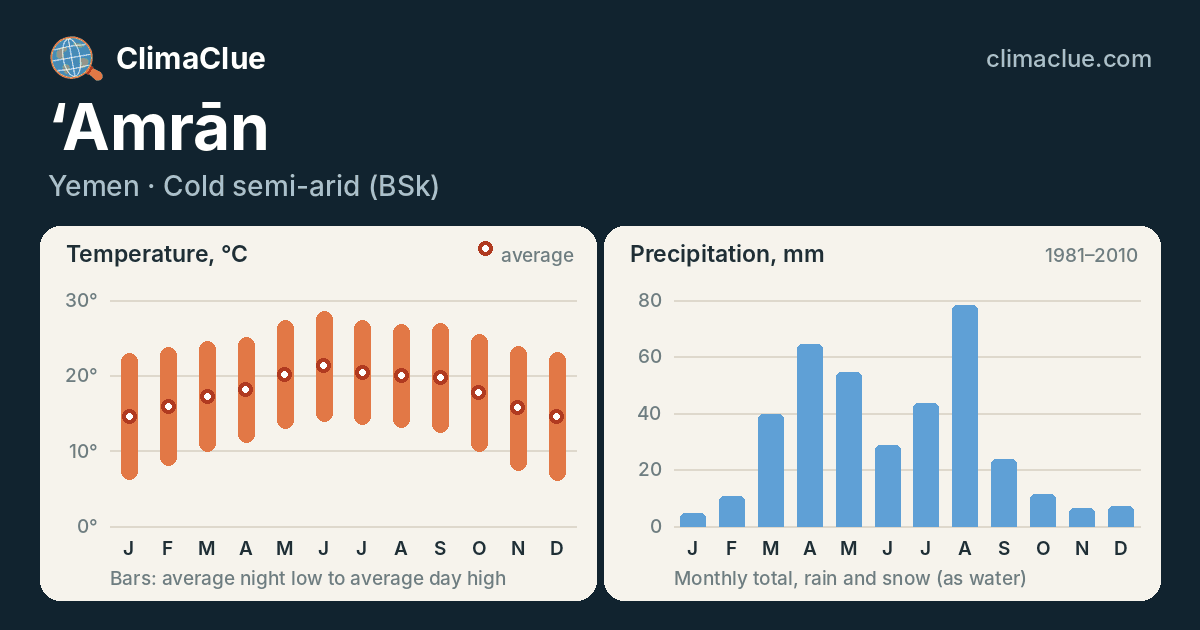 ClimaClue
climaclue.com
‘Amrān
Yemen · Cold semi-arid (BSk)
Temperature, °C
average
30°
20°
10°
0°
J F M A M J J A S O N D
Bars: average night low to average day high
Precipitation, mm
1981–2010
80
60
40
20
0
J F M A M J J A S O N D
Monthly total, rain and snow (as water)